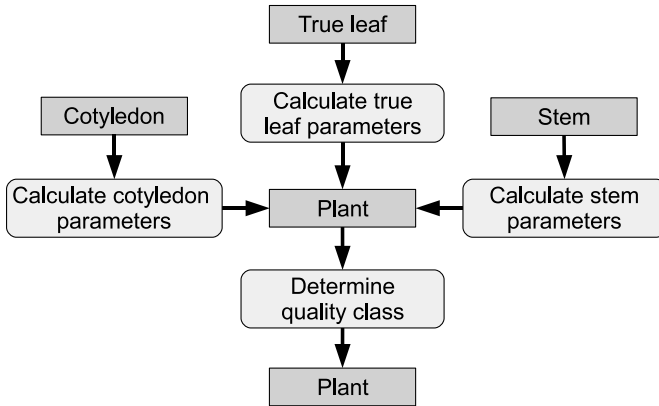 True leaf
Calculate true
leaf parameters
Cotyledon
Stem
Calculate cotyledon
parameters
Plant
Calculate stem
parameters
Determine
quality class
Plant